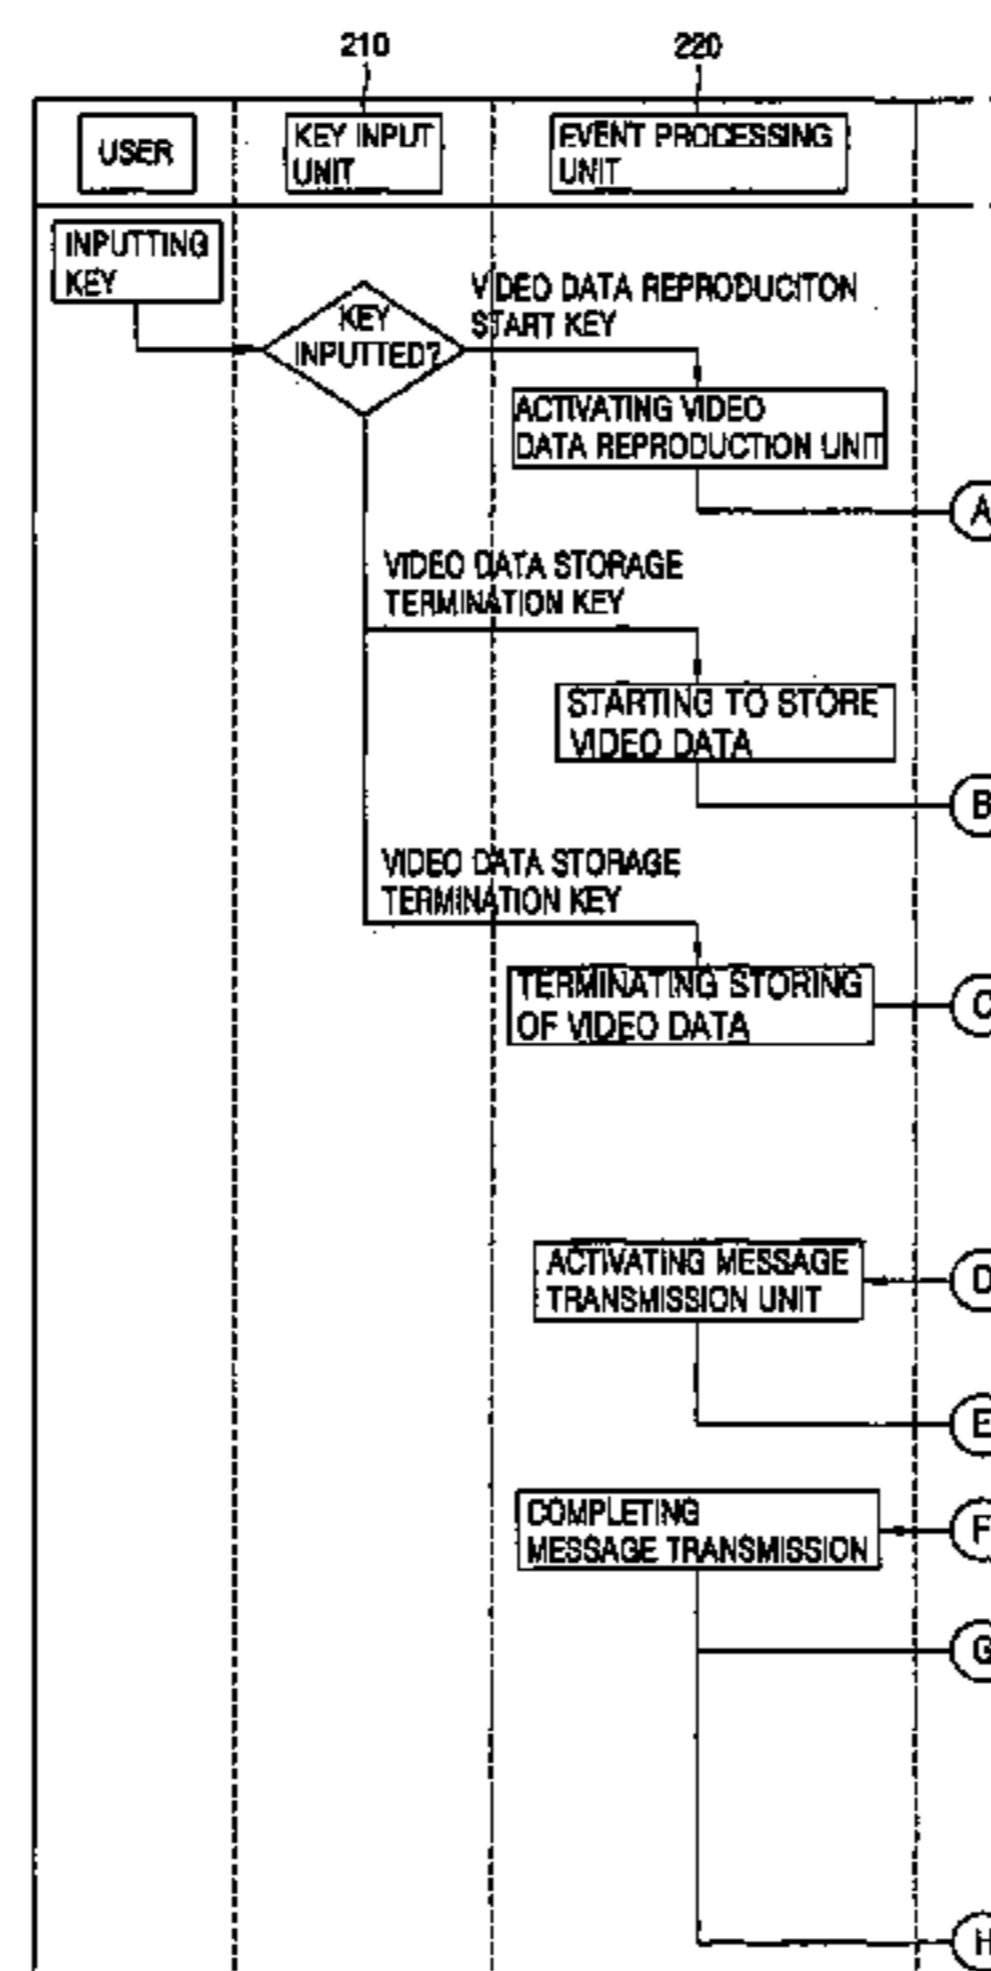 210
220
USER
KEY INPUT
UNIT
EVENT PROCESSING
UNIT
INPUTTING
KEY
KEY
INPUTTED?
VIDEO DATA REPRODUCITON
START KEY
ACTIVATING VIDEO
DATA REPRODUCTION UNIT
A
VIDEO DATA STORAGE
TERMINATION KEY
STARTING TO STORE
VIDEO DATA
B
VIDEO DATA STORAGE
TERMINATION KEY
TERMINATING STORING
OF VIDEO DATA
C
ACTIVATING MESSAGE
TRANSMISSION UNIT
D
E
COMPLETING
MESSAGE TRANSMISSION
F
G
H